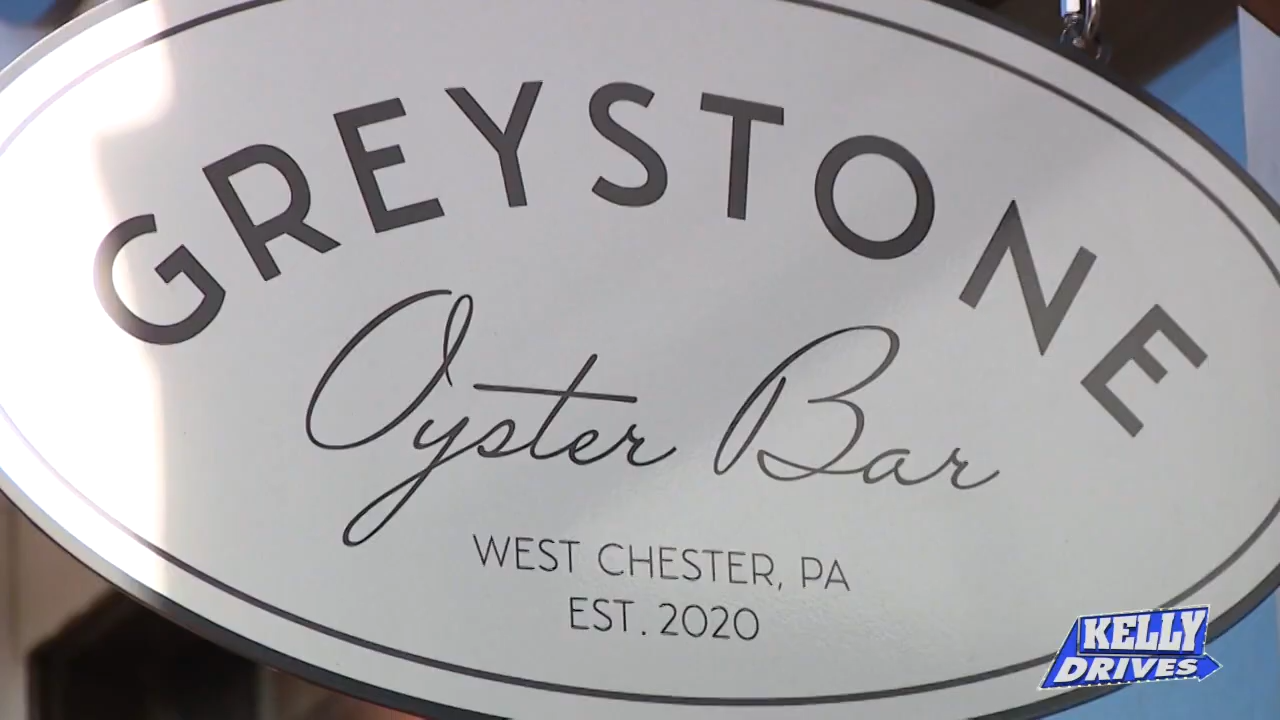 GREYSTONE
Oyster Bar
WEST CHESTER, PA
EST. 2020
KELLY
DRIVES